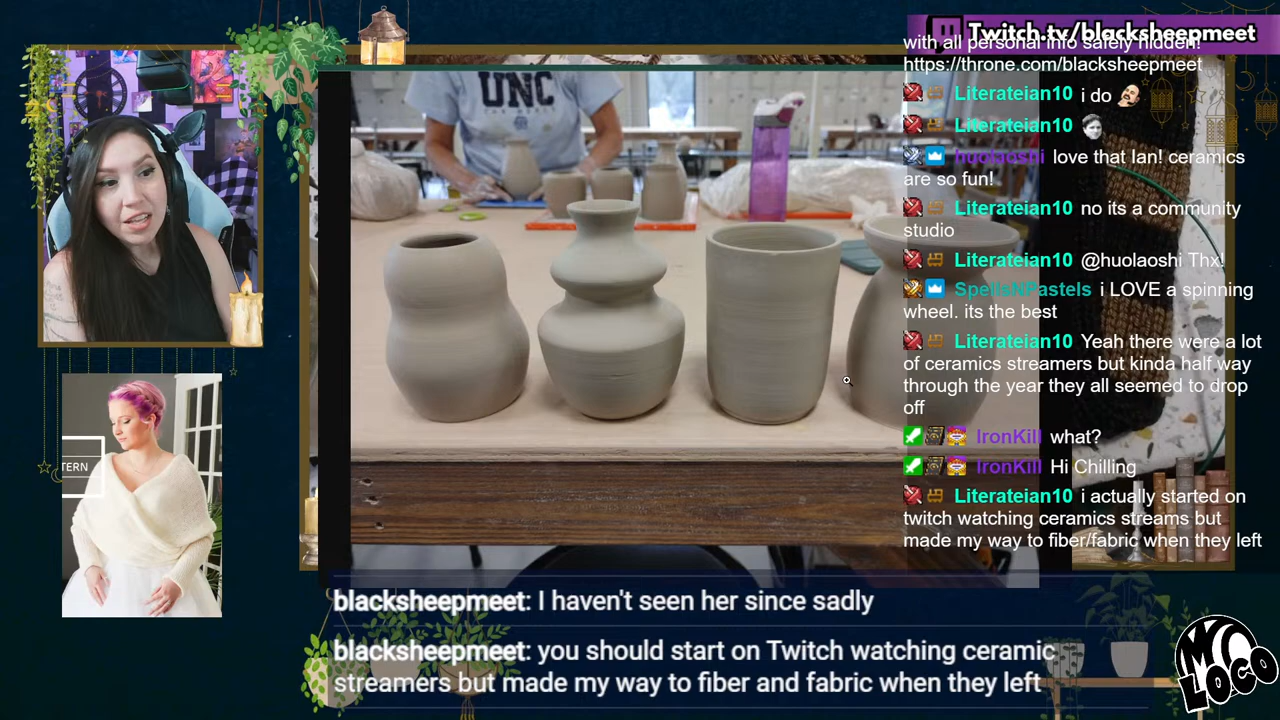 Twitch.tv/blacksheepmeet
with all personal info safely hidden!
https://throne.com/blacksheepmeet
Literateian10 i do
Literateian10
huolaoshi love that Ian! ceramics
are so fun!
Literateian10 no its a community
studio
Literateian10 @huolaoshi Thx!
SpellsNPastels i LOVE a spinning
wheel. its the best
Literateian10 Yeah there were a lot
of ceramics streamers but kinda half way
through the year they all seemed to drop
off
IronKill what?
IronKill Hi Chilling
Literateian10 i actually started on
twitch watching ceramics streams but
made my way to fiber/fabric when they left
UNC
TERN
blacksheepmeet: I haven't seen her since sadly
blacksheepmeet: you should start on Twitch watching ceramic
streamers but made my way to fiber and fabric when they left
MC
LOCO